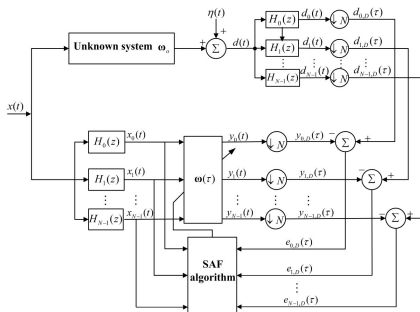 η(t)
Unknown system ω_o
+
+
Σ
d(t)
H_0(z) d_0(t) ↓N d_{0,D}(τ)
H_1(z) d_1(t) ↓N d_{1,D}(τ)
⋮ ⋮ ⋮ ⋮
H_{N-1}(z) d_{N-1}(t) ↓N d_{N-1,D}(τ)
x(t)
H_0(z) x_0(t) ω(τ) y_0(t) ↓N y_{0,D}(τ) − Σ +
H_1(z) x_1(t) y_1(t) ↓N y_{1,D}(τ) − Σ +
⋮ ⋮ ⋮ ⋮ ⋮
H_{N-1}(z) x_{N-1}(t) y_{N-1}(t) ↓N y_{N-1,D}(τ) − Σ +
SAF
algorithm
e_{0,D}(τ)
e_{1,D}(τ)
⋮
e_{N-1,D}(τ)